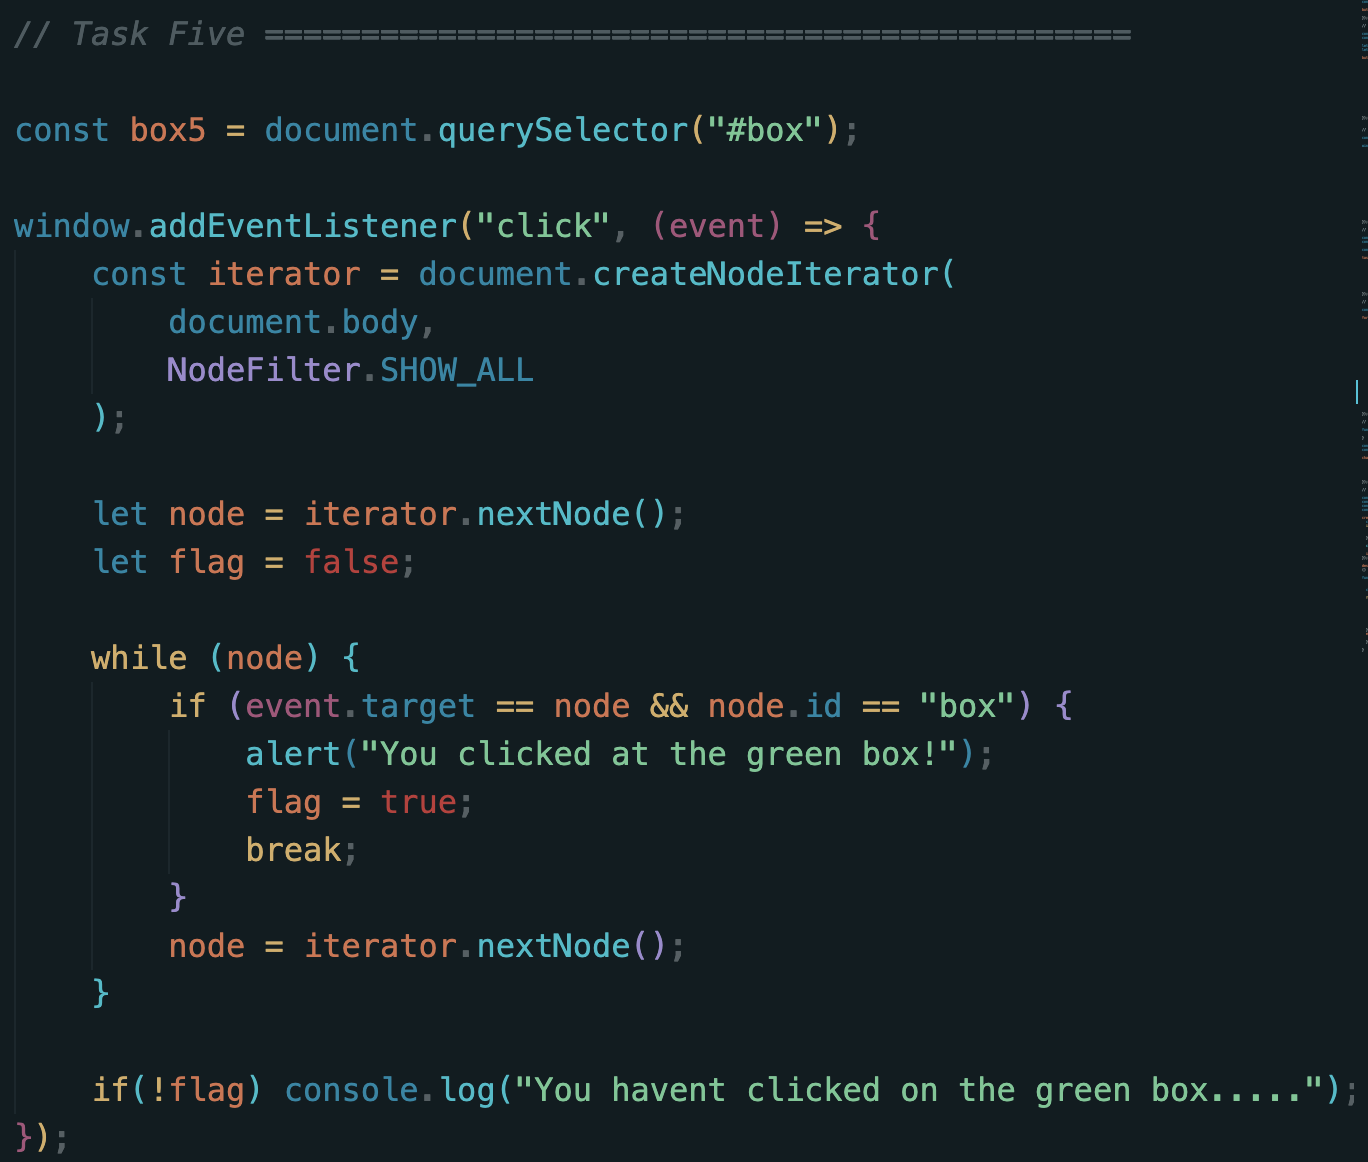 // Task Five =============================================
const box5 = document.querySelector("#box");
window.addEventListener("click", (event) => {
    const iterator = document.createNodeIterator(
        document.body,
        NodeFilter.SHOW_ALL
    );
    let node = iterator.nextNode();
    let flag = false;
    while (node) {
        if (event.target == node && node.id == "box") {
            alert("You clicked at the green box!");
            flag = true;
            break;
        }
        node = iterator.nextNode();
    }
    if(!flag) console.log("You havent clicked on the green box.....");
});